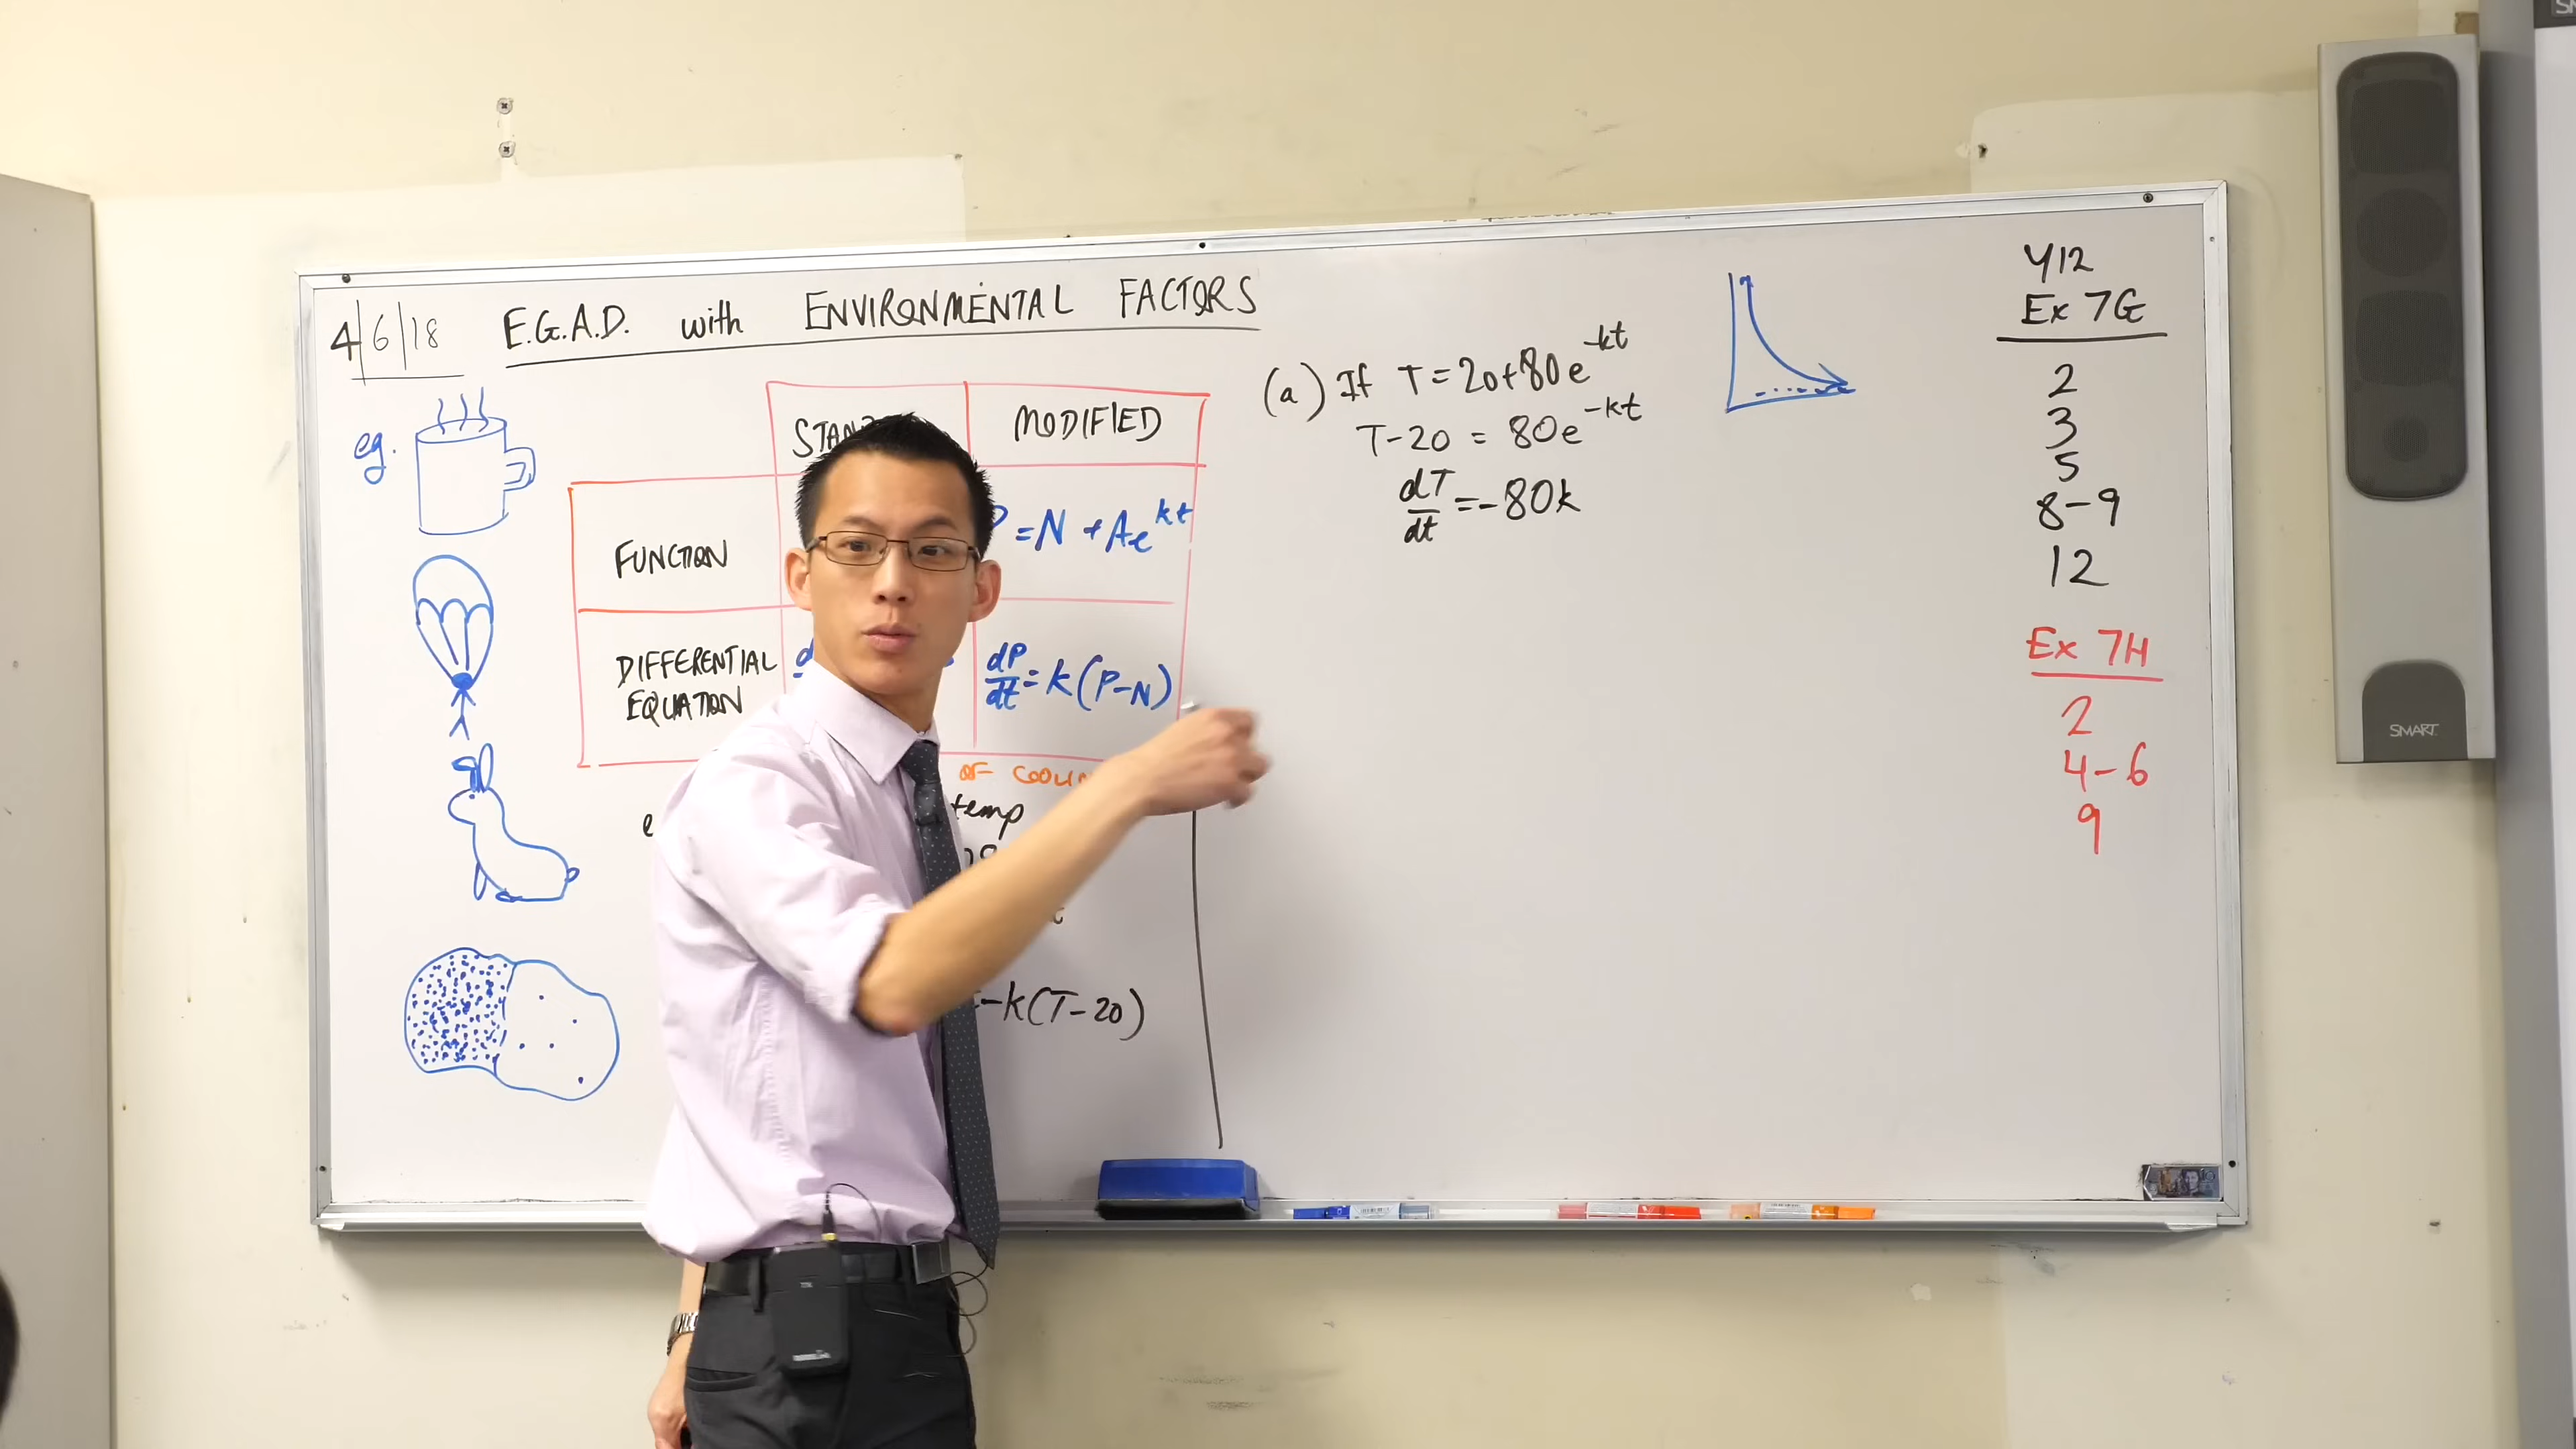 4/6/18 E.G.A.D. with ENVIRONMENTAL FACTORS
eg.
MODIFIED
FUNCTION
= N + Ae^kt
DIFFERENTIAL
EQUATION
dP/dt = k(P-N)
OF
temp
-k(T-20)
(a) If T = 20+80e^-kt
T-20 = 80e^-kt
dT/dt = -80k
Y12
Ex 7G
2
3
5
8-9
12
Ex 7H
2
4-6
9
SMART